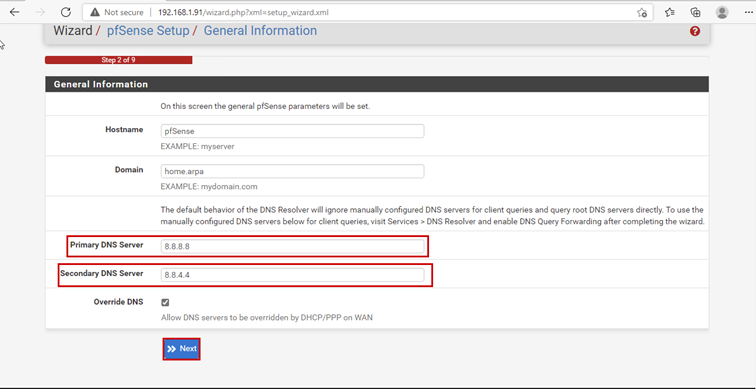 Not secure
192.168.1.91/wizard.php?xml=setup_wizard.xml
Wizard / pfSense Setup / General Information
?
Step 2 of 9
General Information
On this screen the general pfSense parameters will be set.
Hostname
pfSense
EXAMPLE: myserver
Domain
home.arpa
EXAMPLE: mydomain.com
The default behavior of the DNS Resolver will ignore manually configured DNS servers for client queries and query root DNS servers directly. To use the
manually configured DNS servers below for client queries, visit Services > DNS Resolver and enable DNS Query Forwarding after completing the wizard.
Primary DNS Server
8.8.8.8
Secondary DNS Server
8.8.4.4
Override DNS
Allow DNS servers to be overridden by DHCP/PPP on WAN
Next